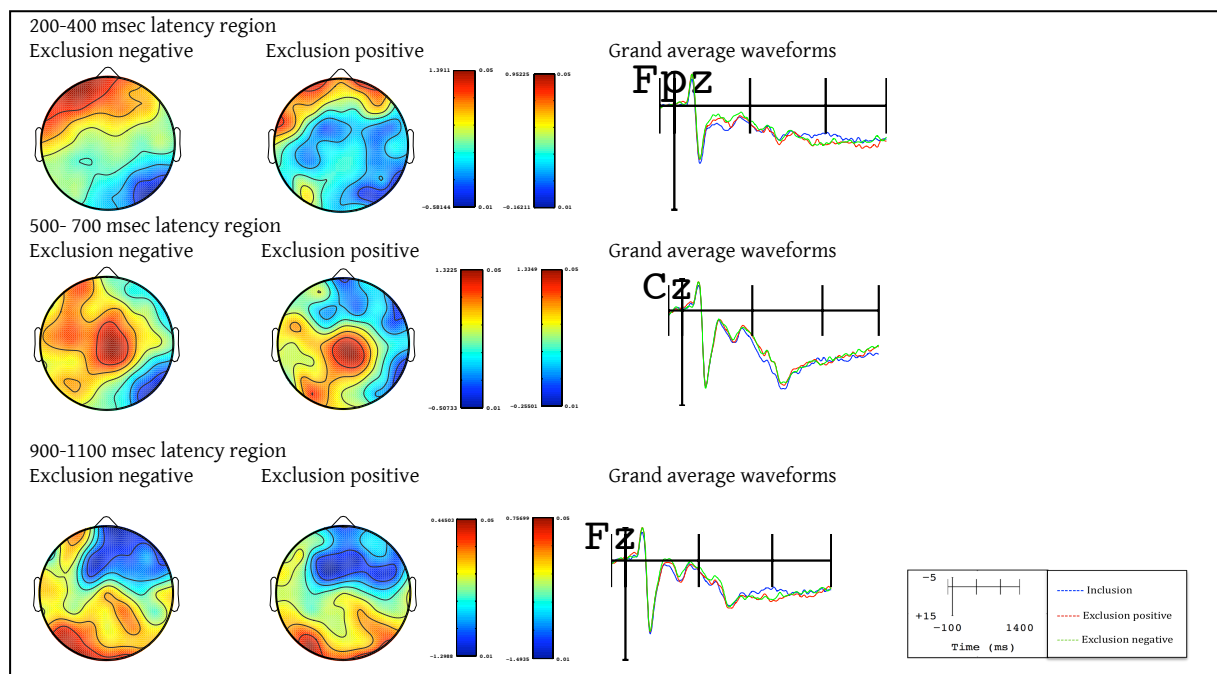 200-400 msec latency region
Exclusion negative Exclusion positive Grand average waveforms
1.3911 0.05 0.95225 0.05
Fpz
-0.58144 0.01 -0.16211 0.01
500- 700 msec latency region
Exclusion negative Exclusion positive Grand average waveforms
1.3225 0.05 1.3349 0.05
Cz
-0.50733 0.01 -0.25501 0.01
900-1100 msec latency region
Exclusion negative Exclusion positive Grand average waveforms
0.44503 0.05 0.75699 0.05
Fz
-1.2988 0.01 -1.4935 0.01
-5
+15
-100 1400
Time (ms)
Inclusion
Exclusion positive
Exclusion negative